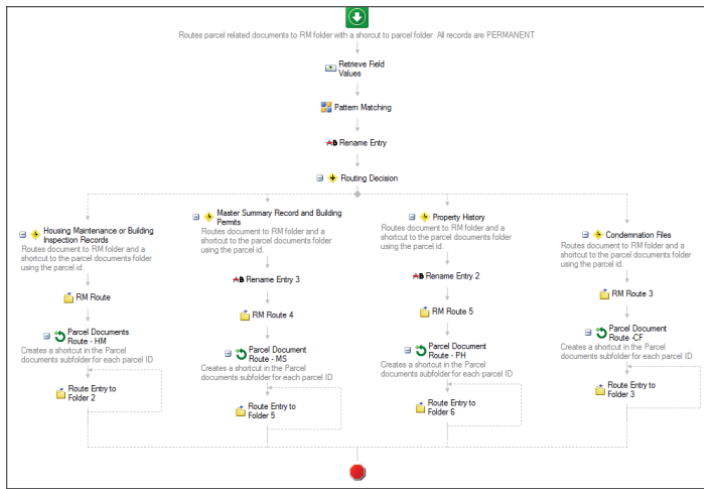 Routes parcel related documents to RM folder with a shorcut to parcel folder All records are PERMANENT
Retrieve Field
Values
Pattern Matching
AB Rename Entry
Routing Decision
Housing Maintenance or Building
Inspection Records
Routes document to RM folder and a
shortcut to the parcel documents folder
using the parcel id.
RM Route
Parcel Documents
Route - HM
Creates a shortcut in the Parcel
documents subfolder for each parcel ID
Route Entry to
Folder 2
Master Summary Record and Building
Permits
Routes document to RM folder and a
shortcut to the parcel documents folder
using the parcel id.
AB Rename Entry 3
RM Route 4
Parcel Document
Route - MS
Creates a shortcut in the Parcel
documents subfolder for each parcel ID
Route Entry to
Folder 5
Property History
Routes document to RM folder and a
shortcut to the parcel documents folder
using the parcel id.
AB Rename Entry 2
RM Route 5
Parcel Document
Route - PH
Creates a shortcut in the Parcel
documents subfolder for each parcel ID
Route Entry to
Folder 6
Condemnation Files
Routes document to RM folder and a
shortcut to the parcel documents folder
using the parcel id.
RM Route 3
Parcel Document
Route -CF
Creates a shortcut in the Parcel
documents subfolder for each parcel ID
Route Entry to
Folder 3